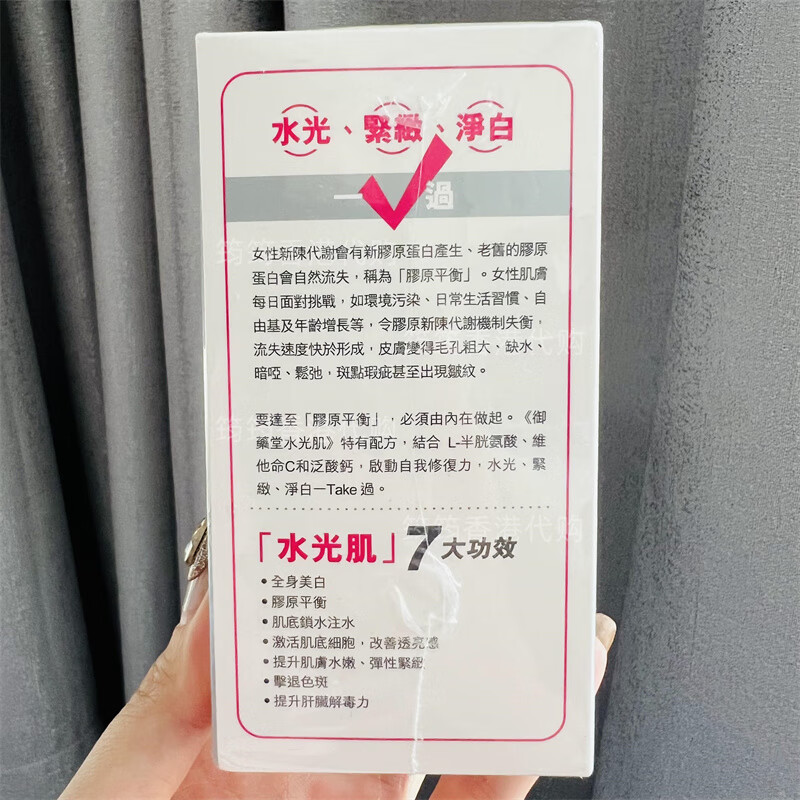 水光、緊緻、淨白
一 過
女性新陳代謝會有新膠原蛋白產生、老舊的膠原
蛋白會自然流失，稱為「膠原平衡」。女性肌膚
每日面對挑戰，如環境污染、日常生活習慣、自
由基及年齡增長等，令膠原新陳代謝機制失衡，
流失速度快於形成，皮膚變得毛孔粗大、缺水、
暗啞、鬆弛，斑點瑕疵甚至出現皺紋。
要達至「膠原平衡」，必須由內在做起。《御
藥堂水光肌》特有配方，結合 L-半胱氨酸、維
他命C和泛酸鈣，啟動自我修復力，水光、緊
緻、淨白一Take過。
「水光肌」7大功效
•全身美白
•膠原平衡
•肌底鎖水注水
•激活肌底細胞，改善透亮感
•提升肌膚水嫩、彈性緊緻
•擊退色斑
•提升肝臟解毒力
筠筠香港代购